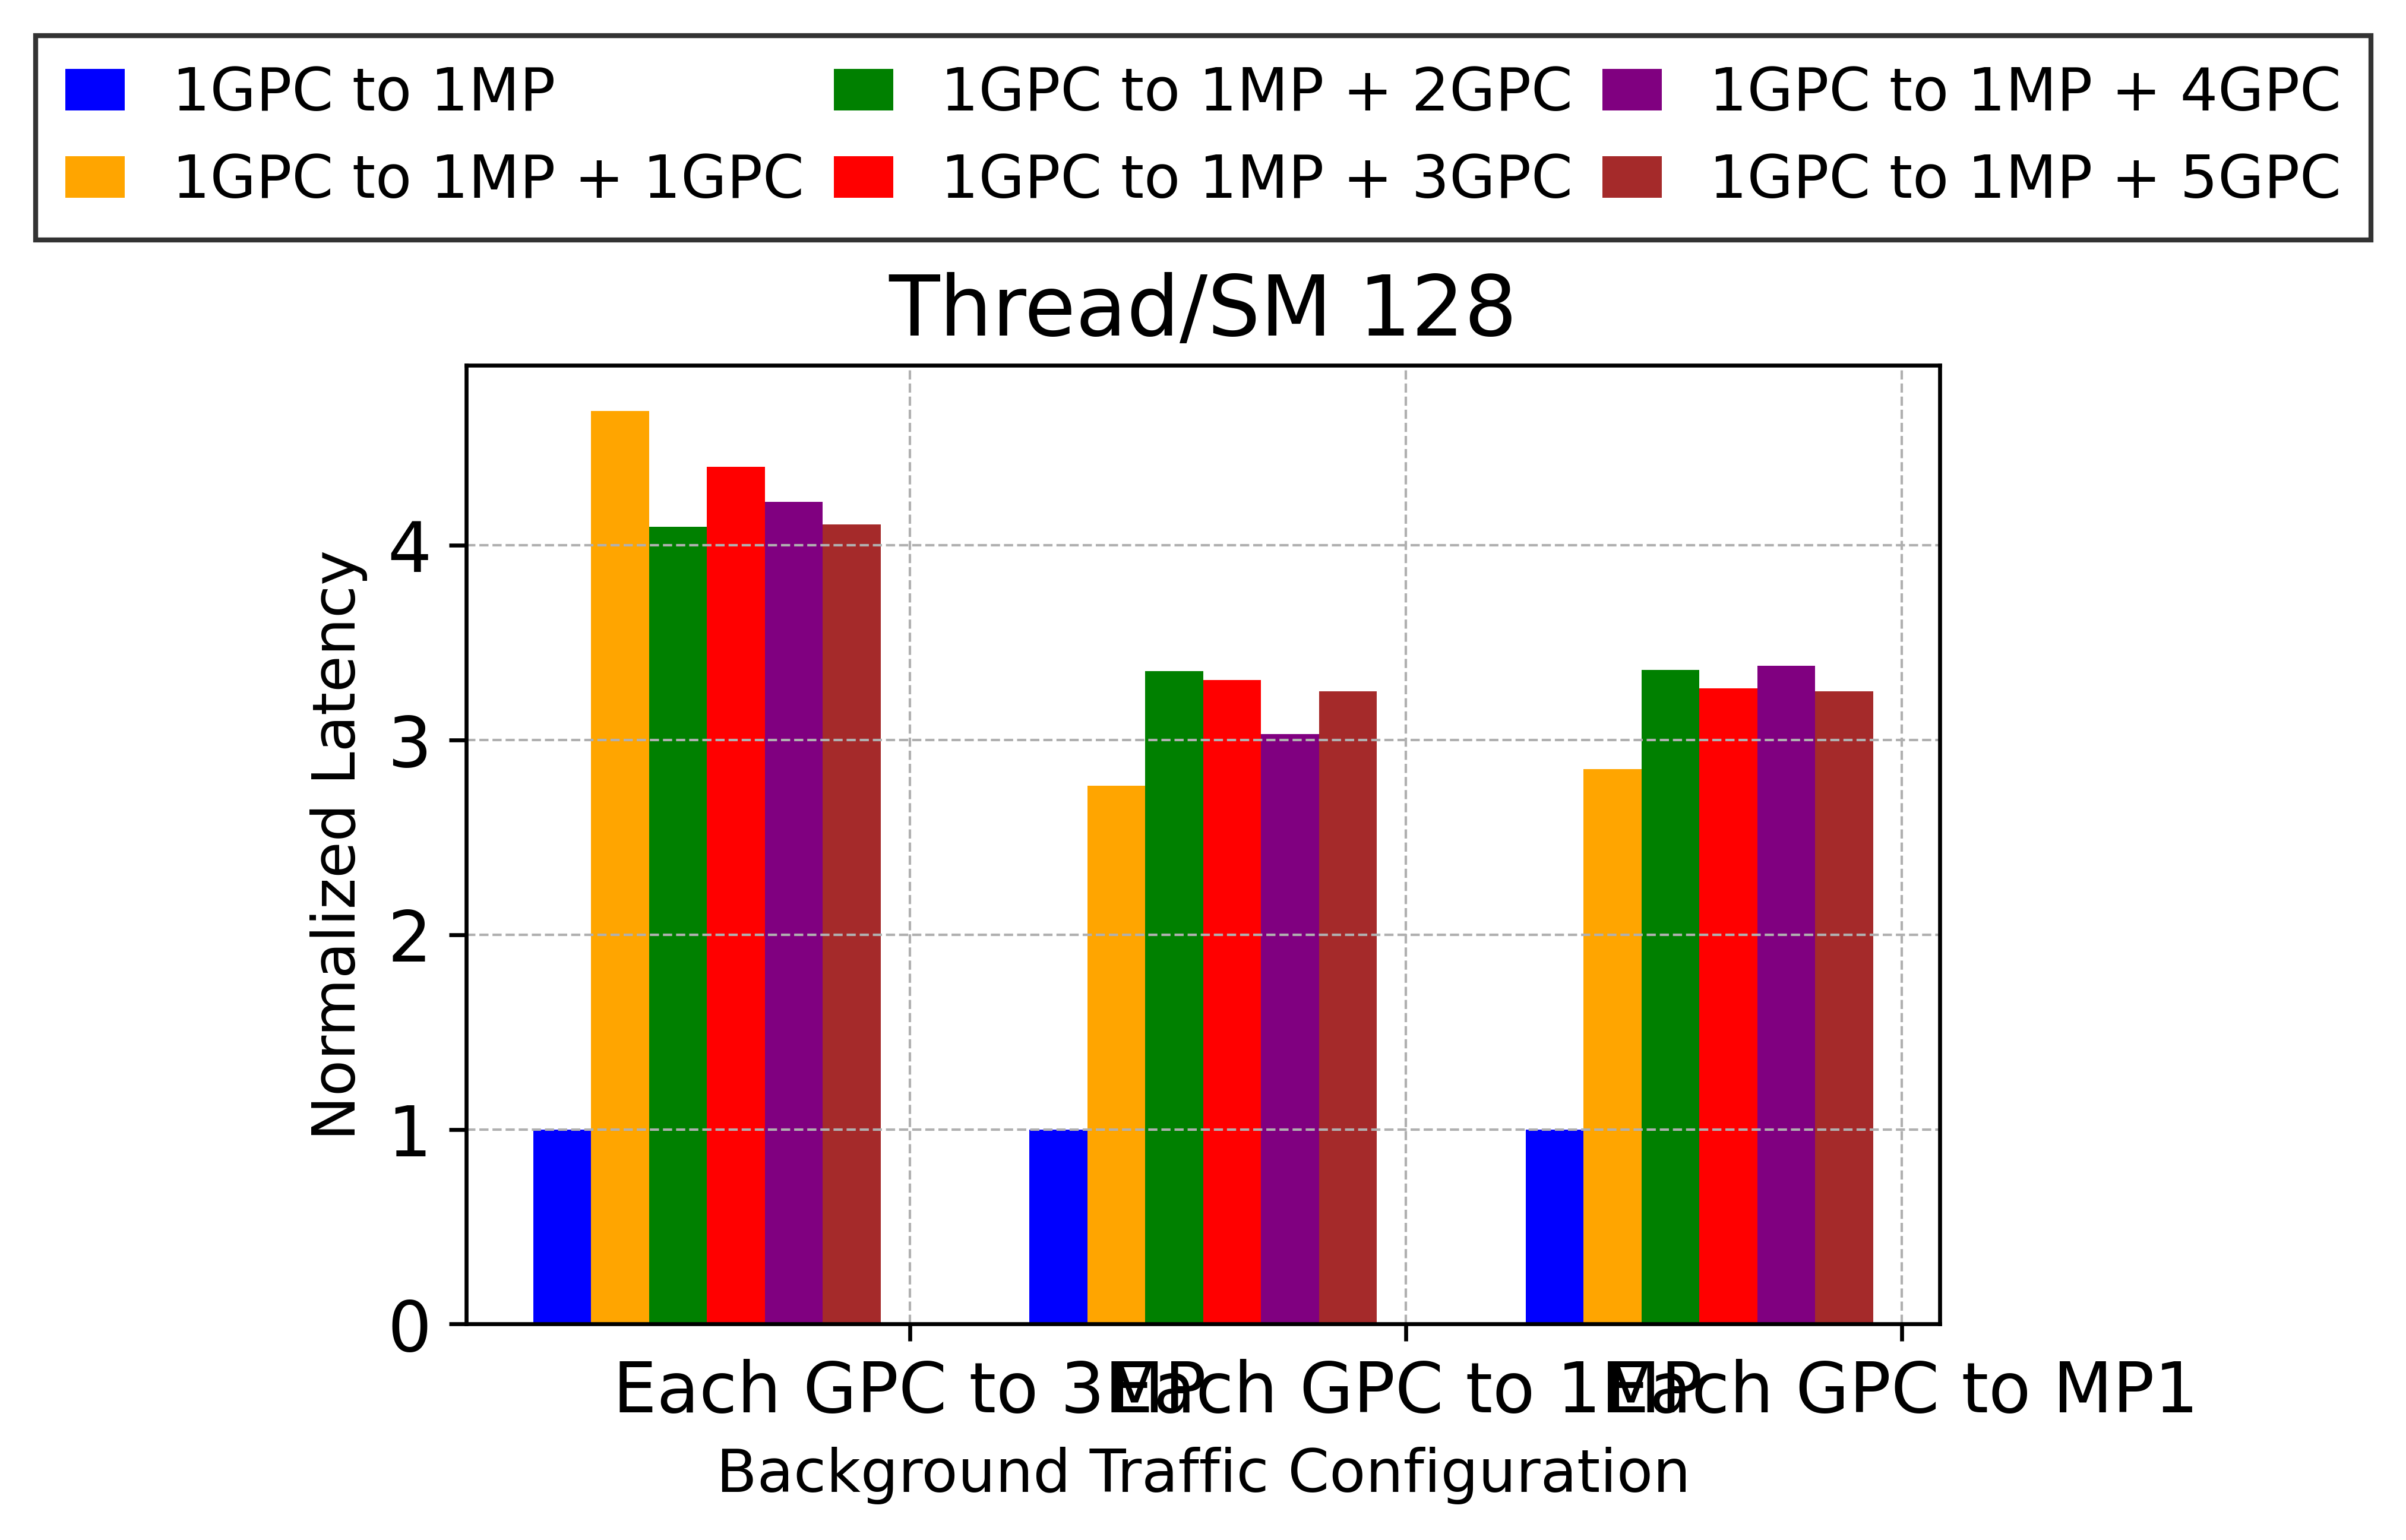 1GPC to 1MP
1GPC to 1MP + 1GPC
1GPC to 1MP + 2GPC
1GPC to 1MP + 3GPC
1GPC to 1MP + 4GPC
1GPC to 1MP + 5GPC
Thread/SM 128
Normalized Latency
4
3
2
1
0
Each GPC to 3MP
Each GPC to 1MP
Each GPC to MP1
Background Traffic Configuration